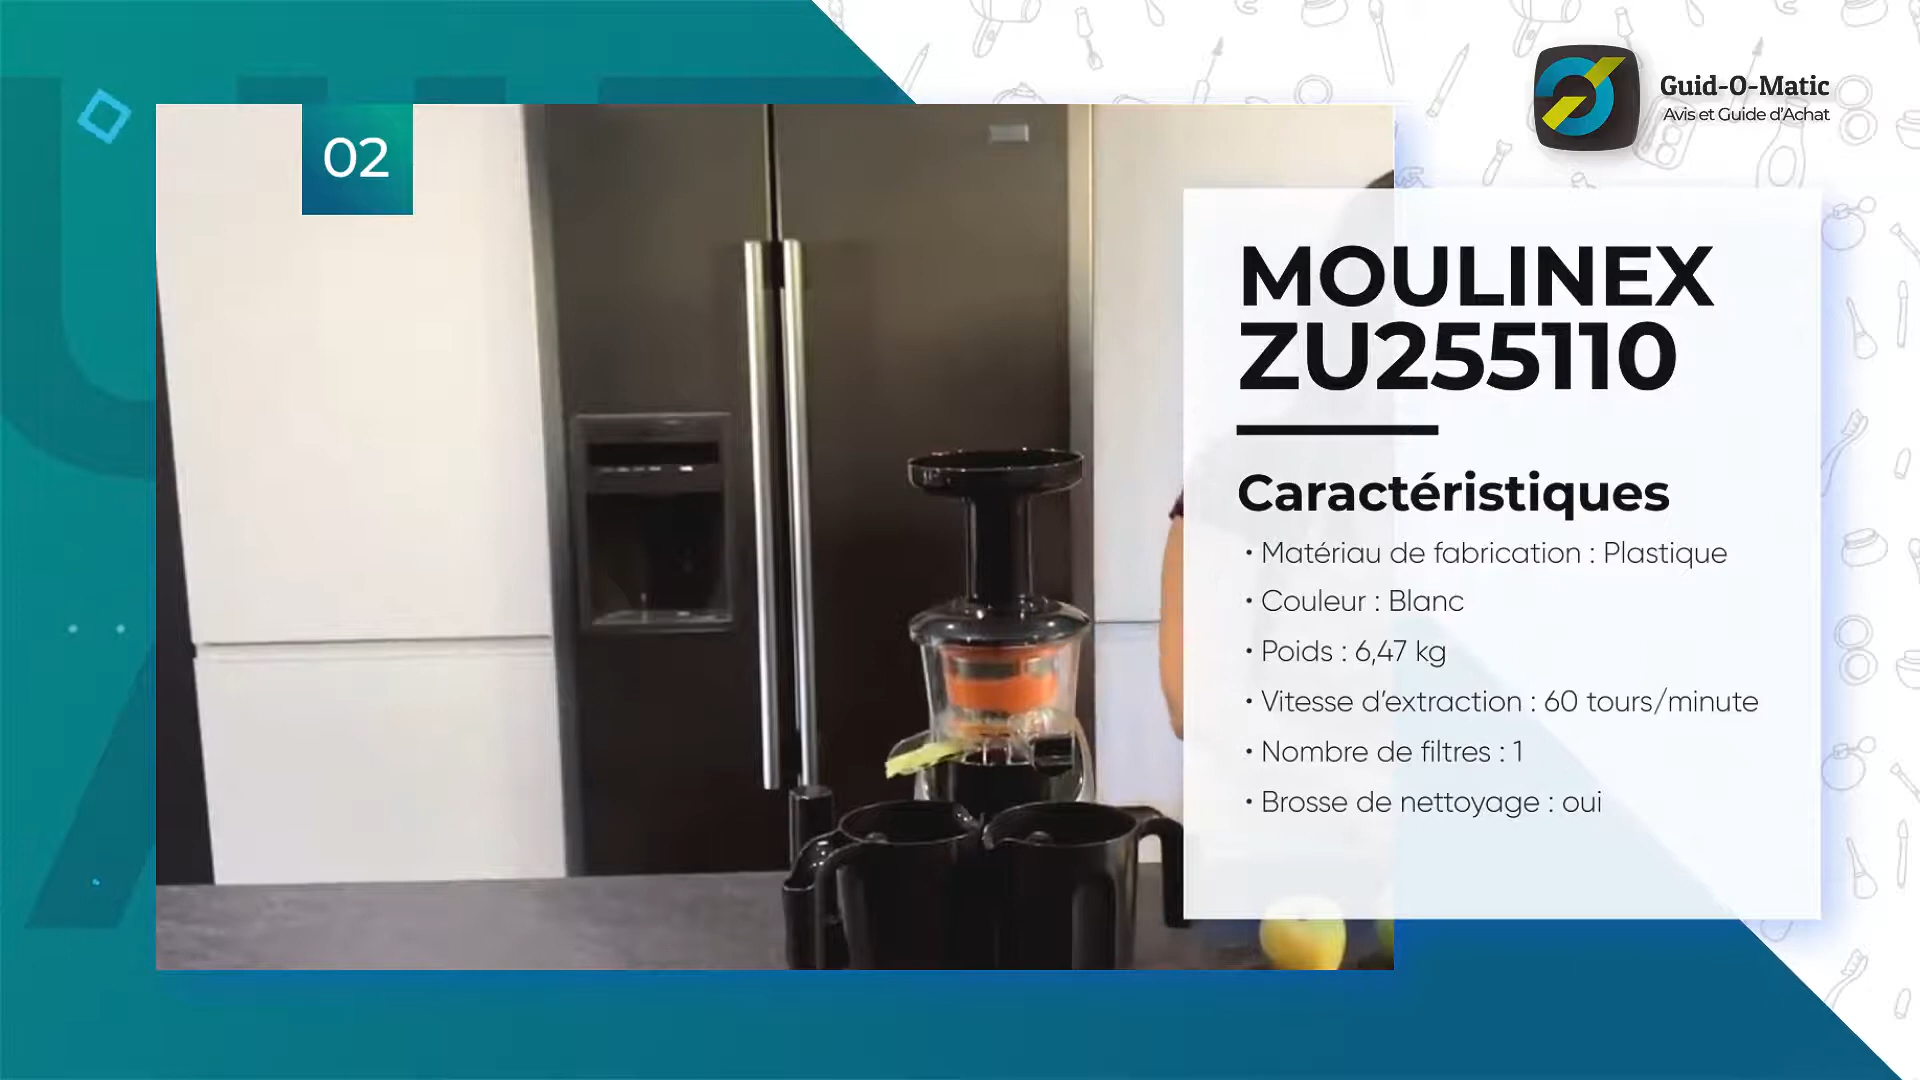 02
Guid-O-Matic
Avis et Guide d’Achat
MOULINEX
ZU255110
Caractéristiques
• Matériau de fabrication : Plastique
• Couleur : Blanc
• Poids : 6,47 kg
• Vitesse d’extraction : 60 tours/minute
• Nombre de filtres : 1
• Brosse de nettoyage : oui